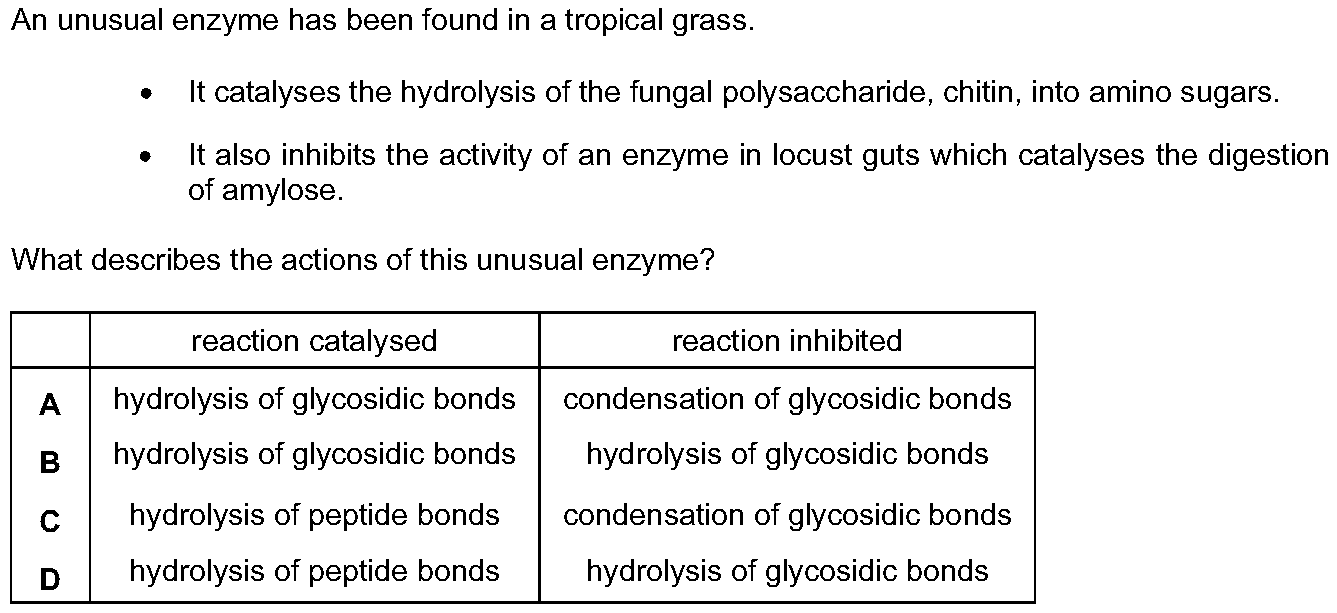 An unusual enzyme has been found in a tropical grass.
• It catalyses the hydrolysis of the fungal polysaccharide, chitin, into amino sugars.
• It also inhibits the activity of an enzyme in locust guts which catalyses the digestion
of amylose.
What describes the actions of this unusual enzyme?
reaction catalysed reaction inhibited
A hydrolysis of glycosidic bonds condensation of glycosidic bonds
B hydrolysis of glycosidic bonds hydrolysis of glycosidic bonds
C hydrolysis of peptide bonds condensation of glycosidic bonds
D hydrolysis of peptide bonds hydrolysis of glycosidic bonds